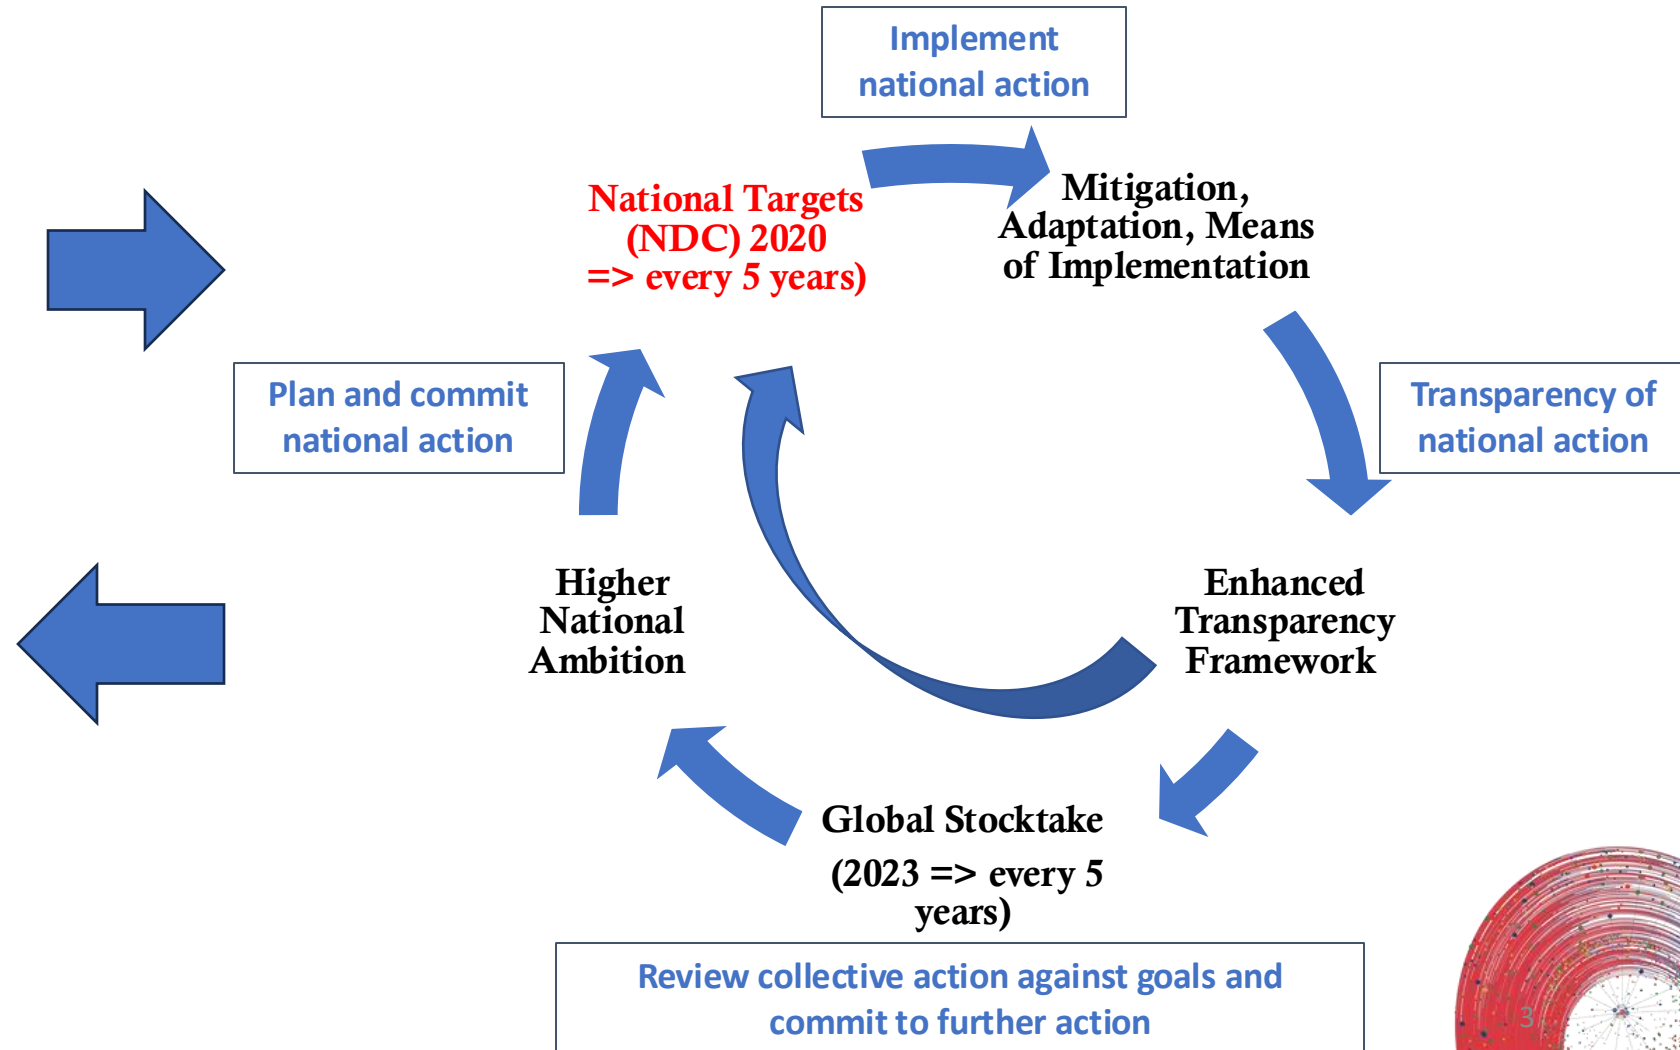 Implement
national action
National Targets
(NDC) 2020
=> every 5 years)
Mitigation,
Adaptation, Means
of Implementation
Plan and commit
national action
Transparency of
national action
Higher
National
Ambition
Enhanced
Transparency
Framework
Global Stocktake
(2023 => every 5
years)
Review collective action against goals and
commit to further action
3